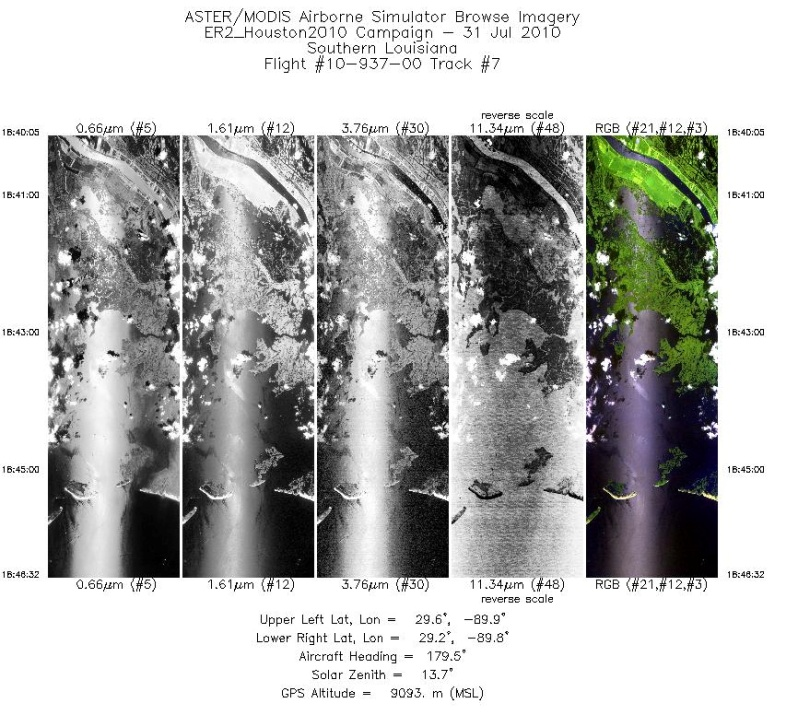 ASTER/MODIS Airborne Simulator Browse Imagery
ER2_Houston2010 Campaign – 31 Jul 2010
Southern Louisiana
Flight #10–937–00 Track #7
reverse scale
0.66μm (#5) 1.61μm (#12) 3.76μm (#30) 11.34μm (#48) RGB (#21,#12,#3)
18:40:05 18:40:05
18:41:00 18:41:00
18:43:00 18:43:00
18:45:00 18:45:00
18:46:32 18:46:32
0.66μm (#5) 1.61μm (#12) 3.76μm (#30) 11.34μm (#48) RGB (#21,#12,#3)
reverse scale
Upper Left Lat, Lon = 29.6°, –89.9°
Lower Right Lat, Lon = 29.2°, –89.8°
Aircraft Heading = 179.5°
Solar Zenith = 13.7°
GPS Altitude = 9093. m (MSL)